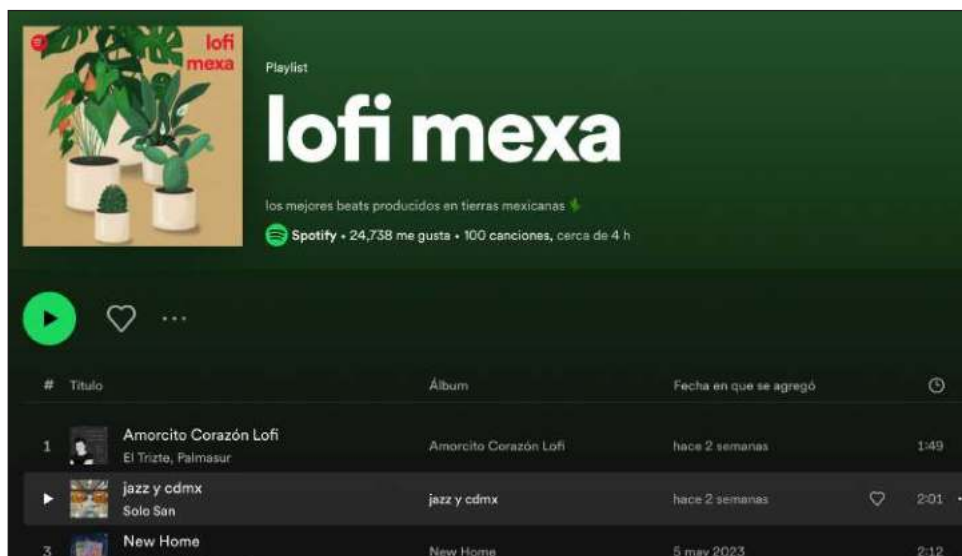 lofi
mexa
Playlist
lofi mexa
los mejores beats producidos en tierras mexicanas
Spotify • 24,738 me gusta • 100 canciones, cerca de 4 h
# Título Álbum Fecha en que se agregó
1 Amorcito Corazón Lofi Amorcito Corazón Lofi hace 2 semanas 1:49
El Trizte, Palmasur
jazz y cdmx jazz y cdmx hace 2 semanas 2:01
Solo San
New Home
3 New Home 5 may 2023 2:12